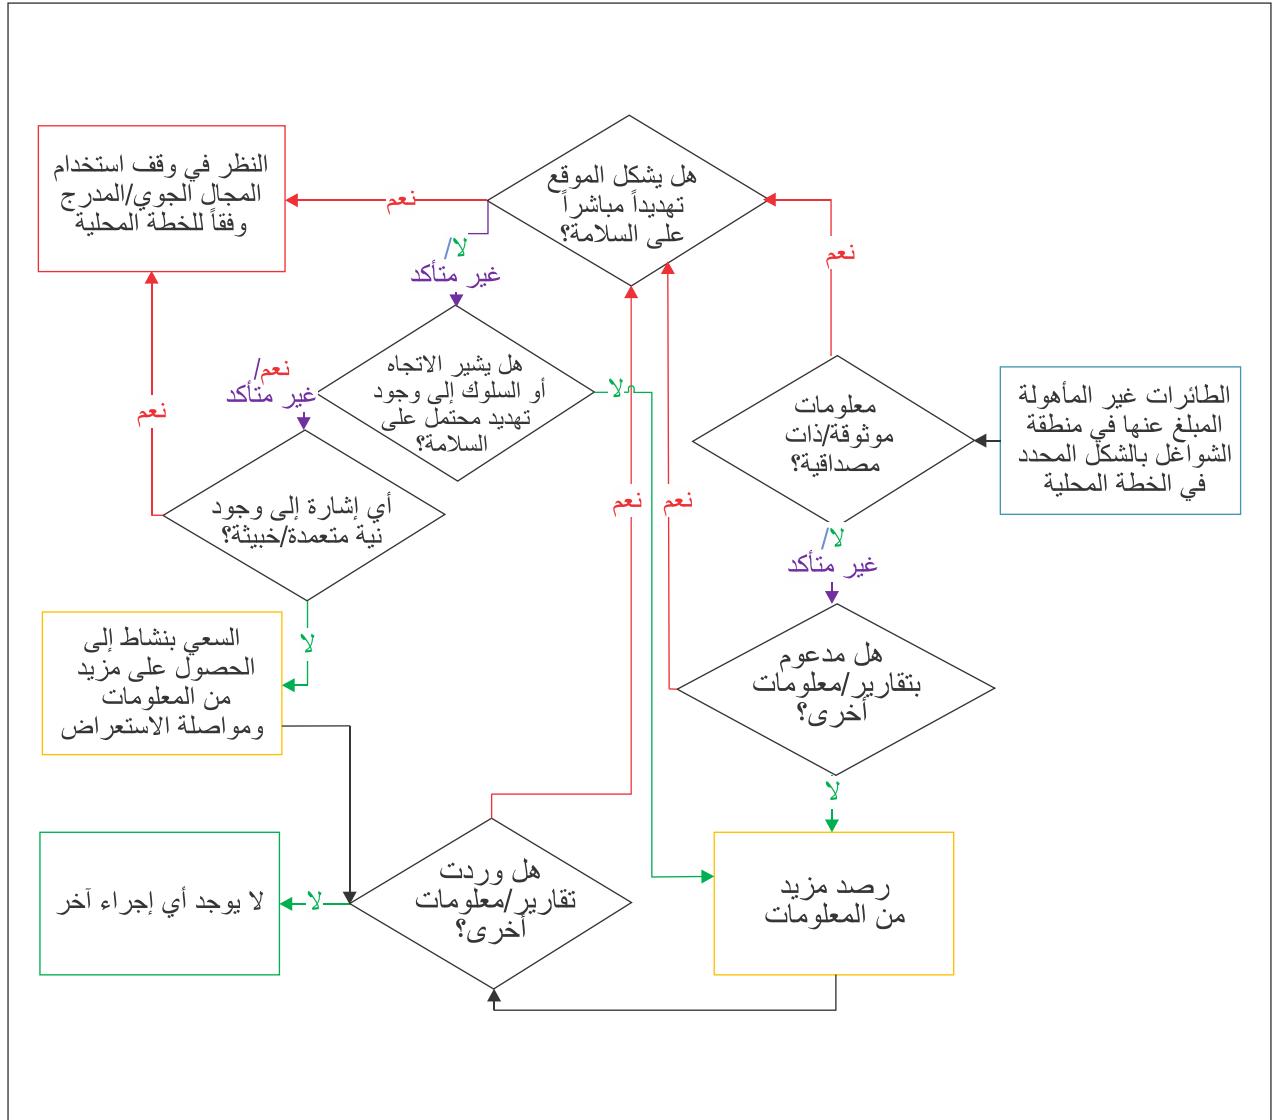 النظر في وقف استخدام
المجال الجوي/المدرج
وفقاً للخطة المحلية
نعم
هل يشكل الموقع
تهديداً مباشراً
على السلامة؟
نعم
لا/
غير متأكد
هل يشير الاتجاه
أو السلوك إلى وجود
تهديد محتمل على
السلامة؟
لا
نعم/
غير متأكد
نعم
أي إشارة إلى وجود
نية متعمدة/خبيثة؟
لا
معلومات
موثوقة/ذات
مصداقية؟
الطائرات غير المأهولة
المبلغ عنها في منطقة
الشواغل بالشكل المحدد
في الخطة المحلية
لا/
غير متأكد
نعم
نعم
هل مدعوم
بتقارير/معلومات
أخرى؟
لا
السعي بنشاط إلى
الحصول على مزيد
من المعلومات
ومواصلة الاستعراض
لا يوجد أي إجراء آخر
لا
هل وردت
تقارير/معلومات
أخرى؟
رصد مزيد
من المعلومات